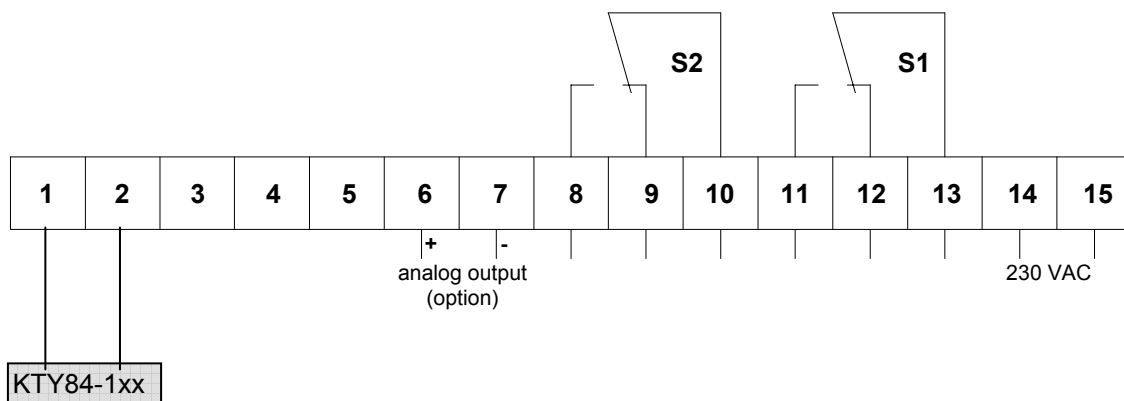 S2 S1
1 2 3 4 5 6 7 8 9 10 11 12 13 14 15
+ -
analog output 230 VAC
(option)
KTY84-1xx